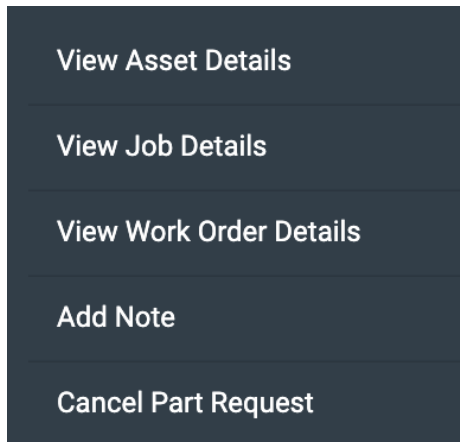 View Asset Details
View Job Details
View Work Order Details
Add Note
Cancel Part Request